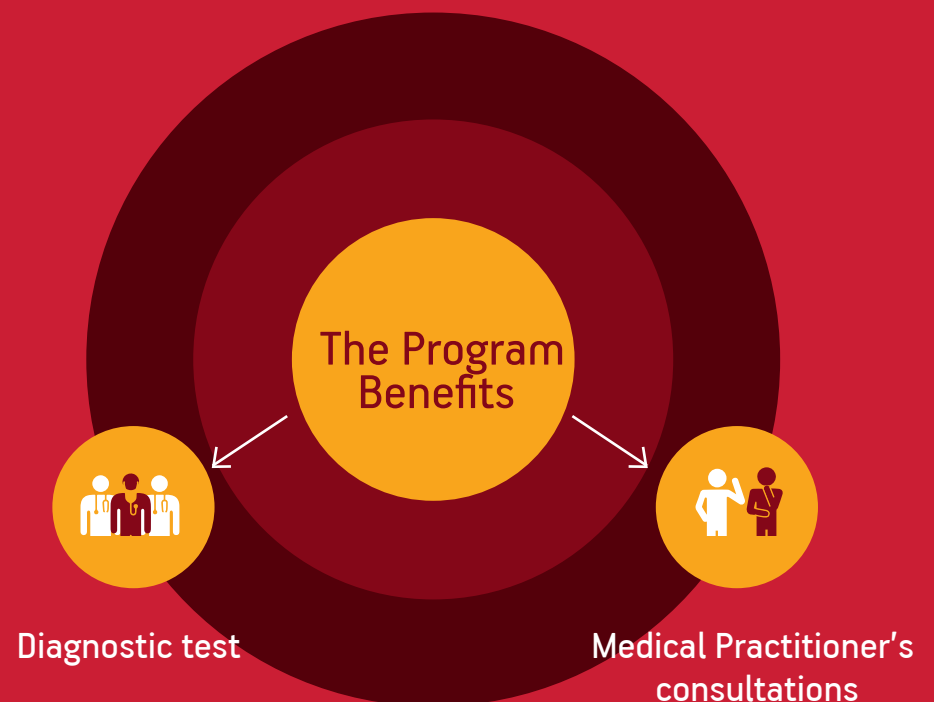 The Program
Benefits
Diagnostic test
Medical Practitioner's
consultations